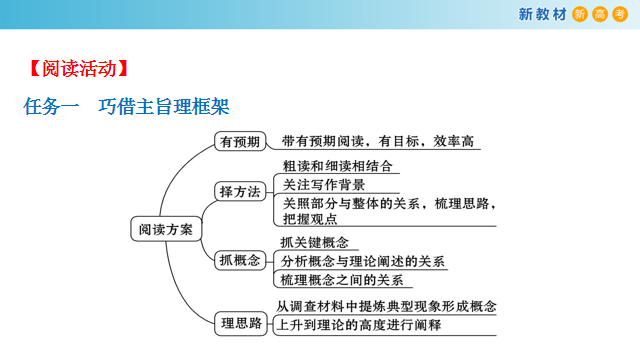 新教材 新 高 考
【阅读活动】
任务一 巧借主旨理框架
阅读方案
有预期
带有预期阅读，有目标，效率高
择方法
粗读和细读相结合
关注写作背景
关照部分与整体的关系，梳理思路，
把握观点
抓概念
抓关键概念
分析概念与理论阐述的关系
梳理概念之间的关系
理思路
从调查材料中提炼典型现象形成概念
上升到理论的高度进行阐释